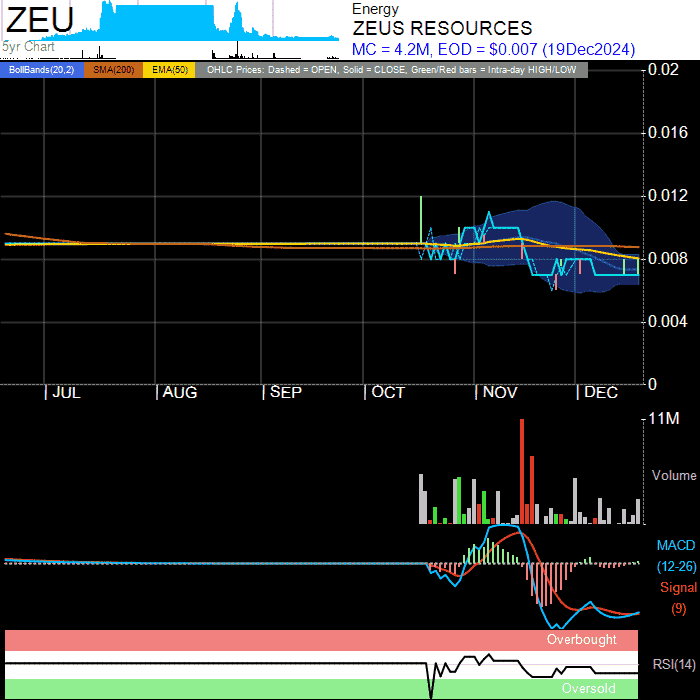 ZEU
5yr Chart
Energy
ZEUS RESOURCES
MC = 4.2M, EOD = $0.007 (19Dec2024)
BollBands(20,2) SMA(200) EMA(50) OHLC Prices: Dashed = OPEN, Solid = CLOSE, Green/Red bars = Intra-day HIGH/LOW
0.02
0.016
0.012
0.008
0.004
0
JUL AUG SEP OCT NOV DEC
11M
Volume
MACD
(12-26)
Signal
(9)
Overbought
RSI(14)
Oversold